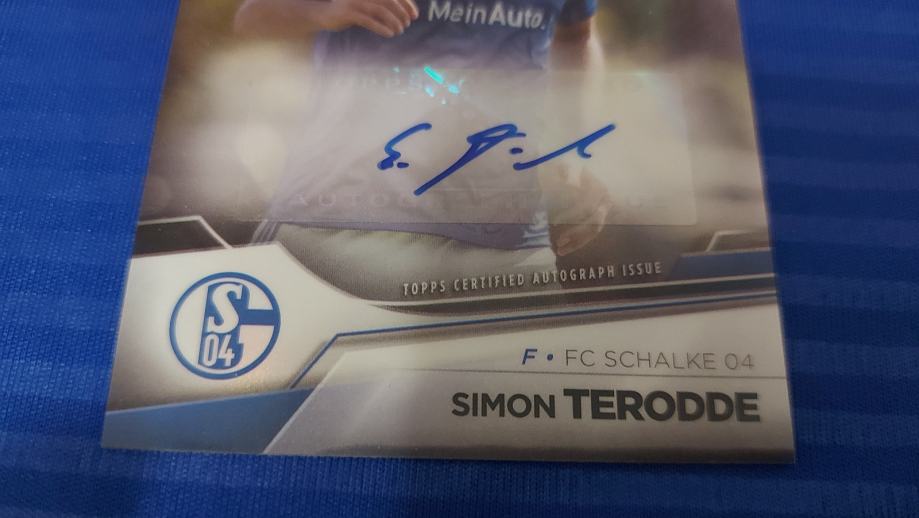 MeinAuto.
TOPPS CERTIFIED AUTOGRAPH ISSUE
S
04
F • FC SCHALKE 04
SIMON TERODDE